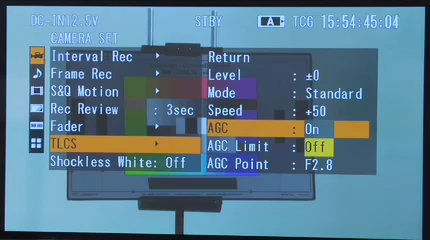 DC IN12.5V STBY A TCG 15:54:45:04
CAMERA SET
Interval Rec
Frame Rec
S&Q Motion
Rec Review : 3sec
Fader
TLCS
Shockless White: Off
Return
Level : ±0
Mode : Standard
Speed : +50
AGC : On
Off
AGC Limit :
AGC Point : F2.8